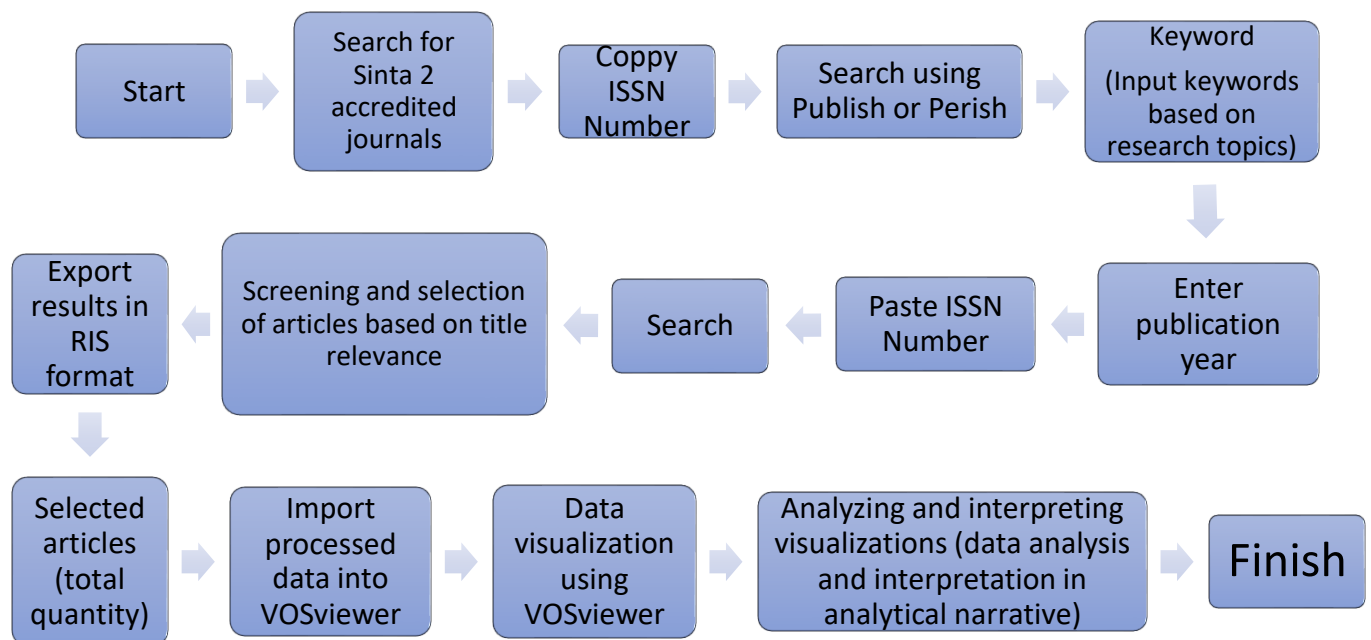 Start
Search for
Sinta 2
accredited
journals
Coppy
ISSN
Number
Search using
Publish or Perish
Keyword
(Input keywords
based on
research topics)
Enter
publication
year
Paste ISSN
Number
Search
Screening and selection
of articles based on title
relevance
Export
results in
RIS
format
Selected
articles
(total
quantity)
Import
processed
data into
VOSviewer
Data
visualization
using
VOSviewer
Analyzing and interpreting
visualizations (data analysis
and interpretation in
analytical narrative)
Finish